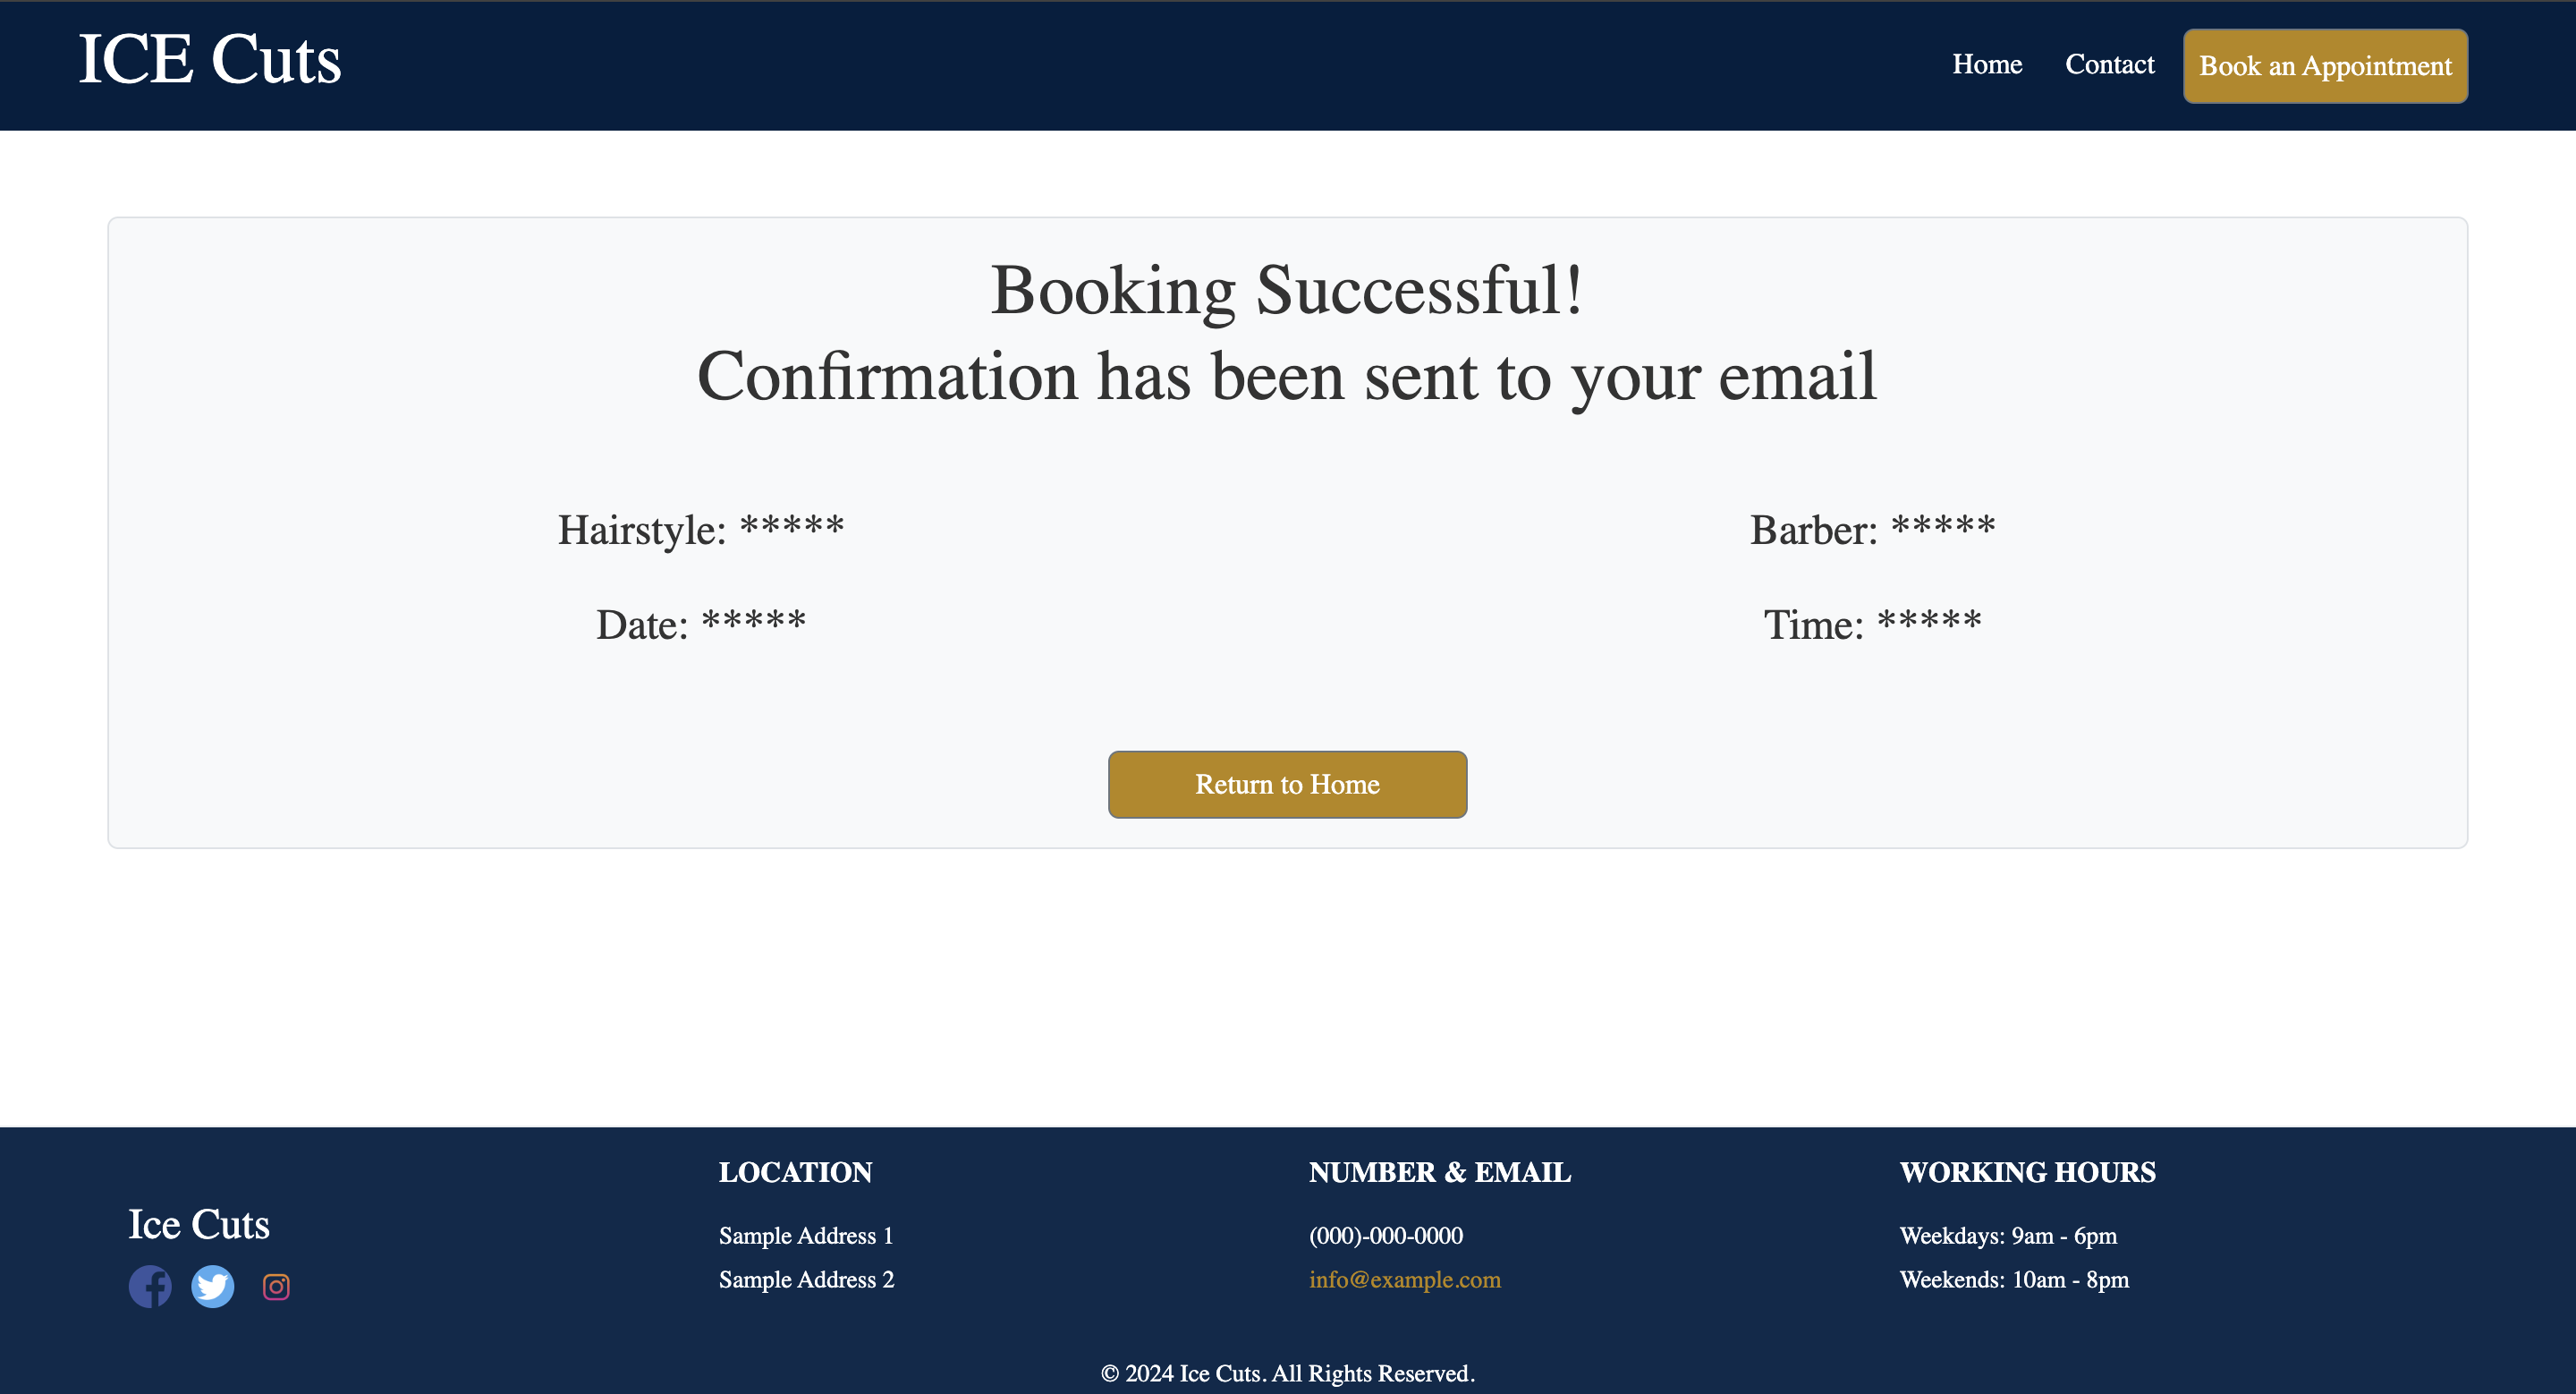 ICE Cuts
Home
Contact
Book an Appointment
Booking Successful!
Confirmation has been sent to your email
Hairstyle: *****
Barber: *****
Date: *****
Time: *****
Return to Home
Ice Cuts
LOCATION
Sample Address 1
Sample Address 2
NUMBER & EMAIL
(000)-000-0000
info@example.com
WORKING HOURS
Weekdays: 9am - 6pm
Weekends: 10am - 8pm
© 2024 Ice Cuts. All Rights Reserved.